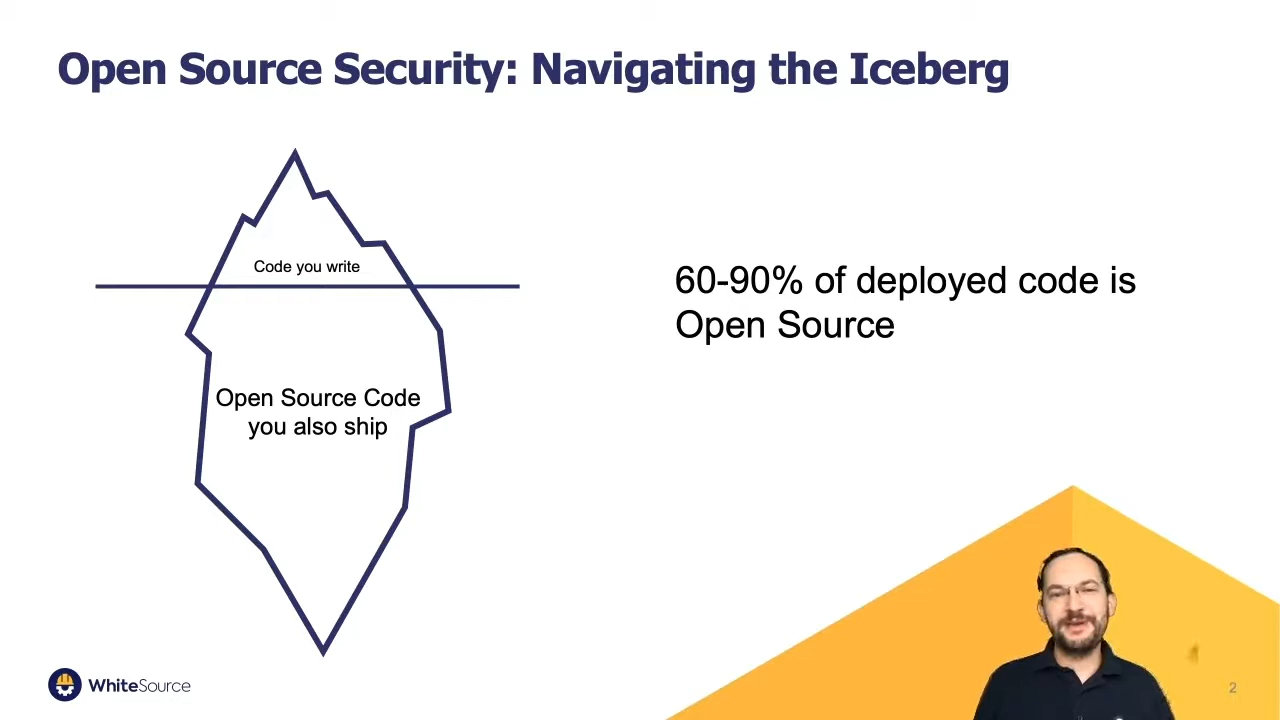 Open Source Security: Navigating the Iceberg
Code you write
Open Source Code
you also ship
60-90% of deployed code is
Open Source
WhiteSource
2